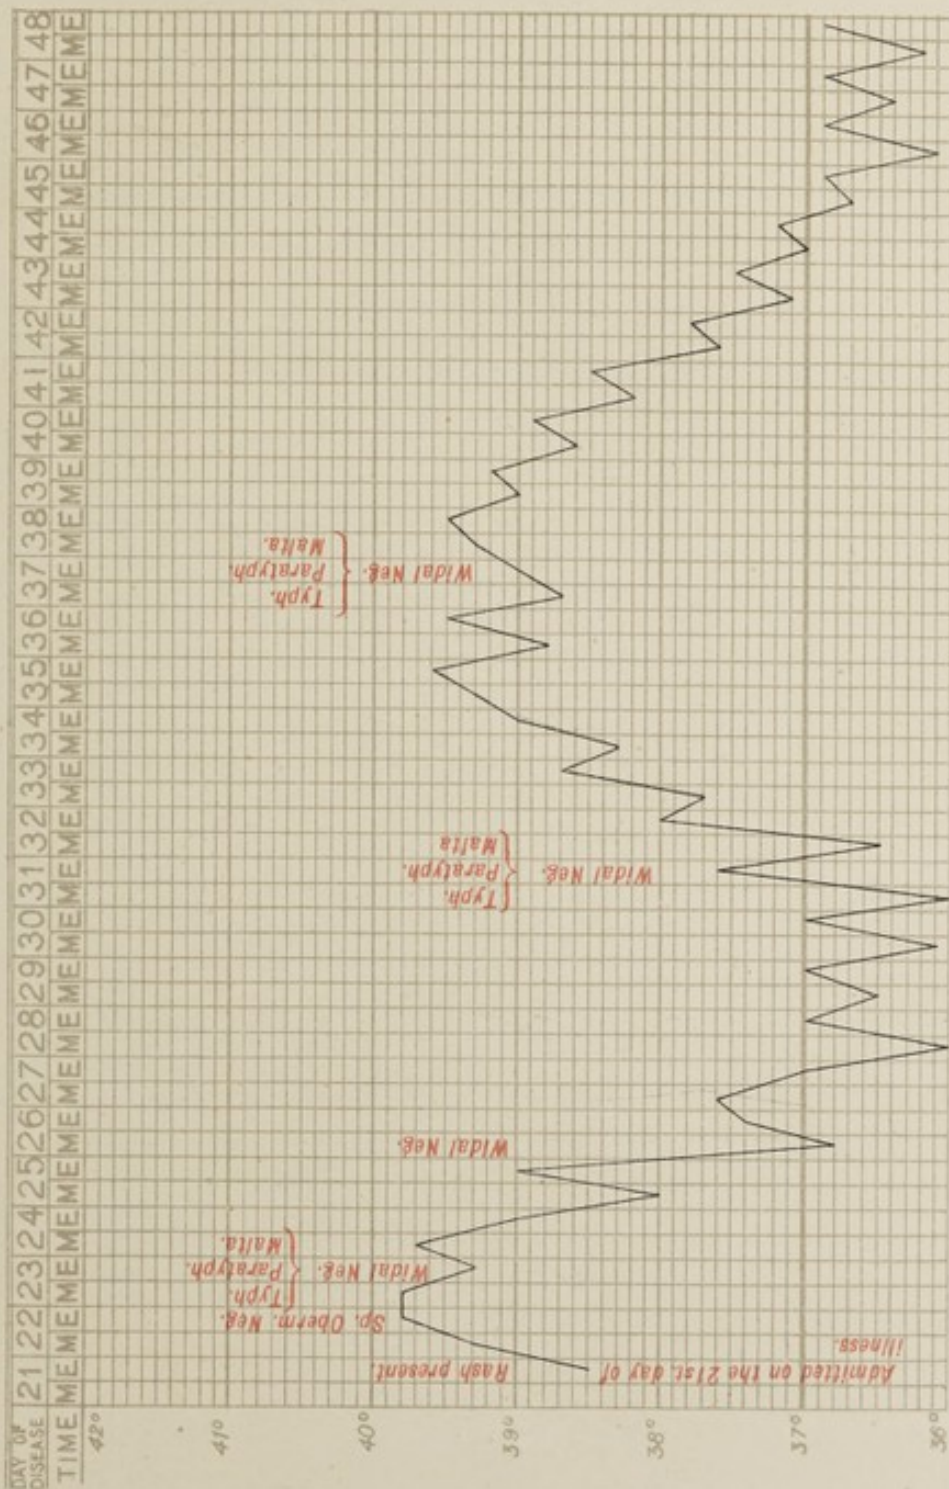 DAY OF DISEASE 21 22 23 24 25 26 27 28 29 30 31 32 33 34 35 36 37 38 39 40 41 42 43 44 45 46 47 48
TIME M E M E M E M E M E M E M E M E M E M E M E M E M E M E M E M E M E M E M E M E M E M E M E M E M E M E M E M E
42°
41°
40°
39°
38°
37°
36°
Admitted on the 21st. day of
illness.
Rash present.
Sp. Oberm. Neg.
Widal Neg. { Typh.
Paratyph.
Malta.
Widal Neg.
Widal Neg. { Typh.
Paratyph.
Malta
Widal Neg. { Typh.
Paratyph.
Malta.